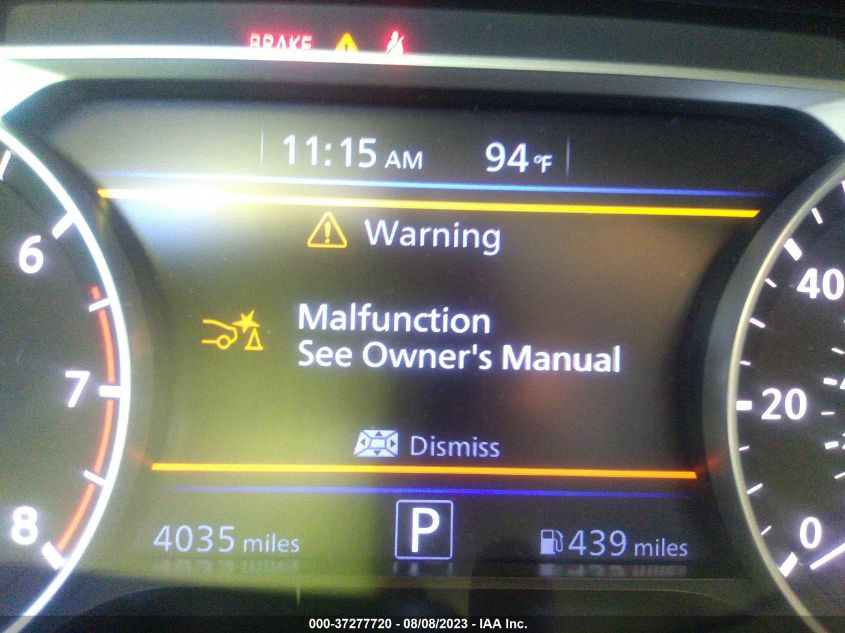 BRAKE
11:15 AM 94°F
Warning
6
Malfunction
See Owner's Manual
40
7
20
Dismiss
8
4035 miles P 439 miles
0
000-37277720 - 08/08/2023 - IAA Inc.